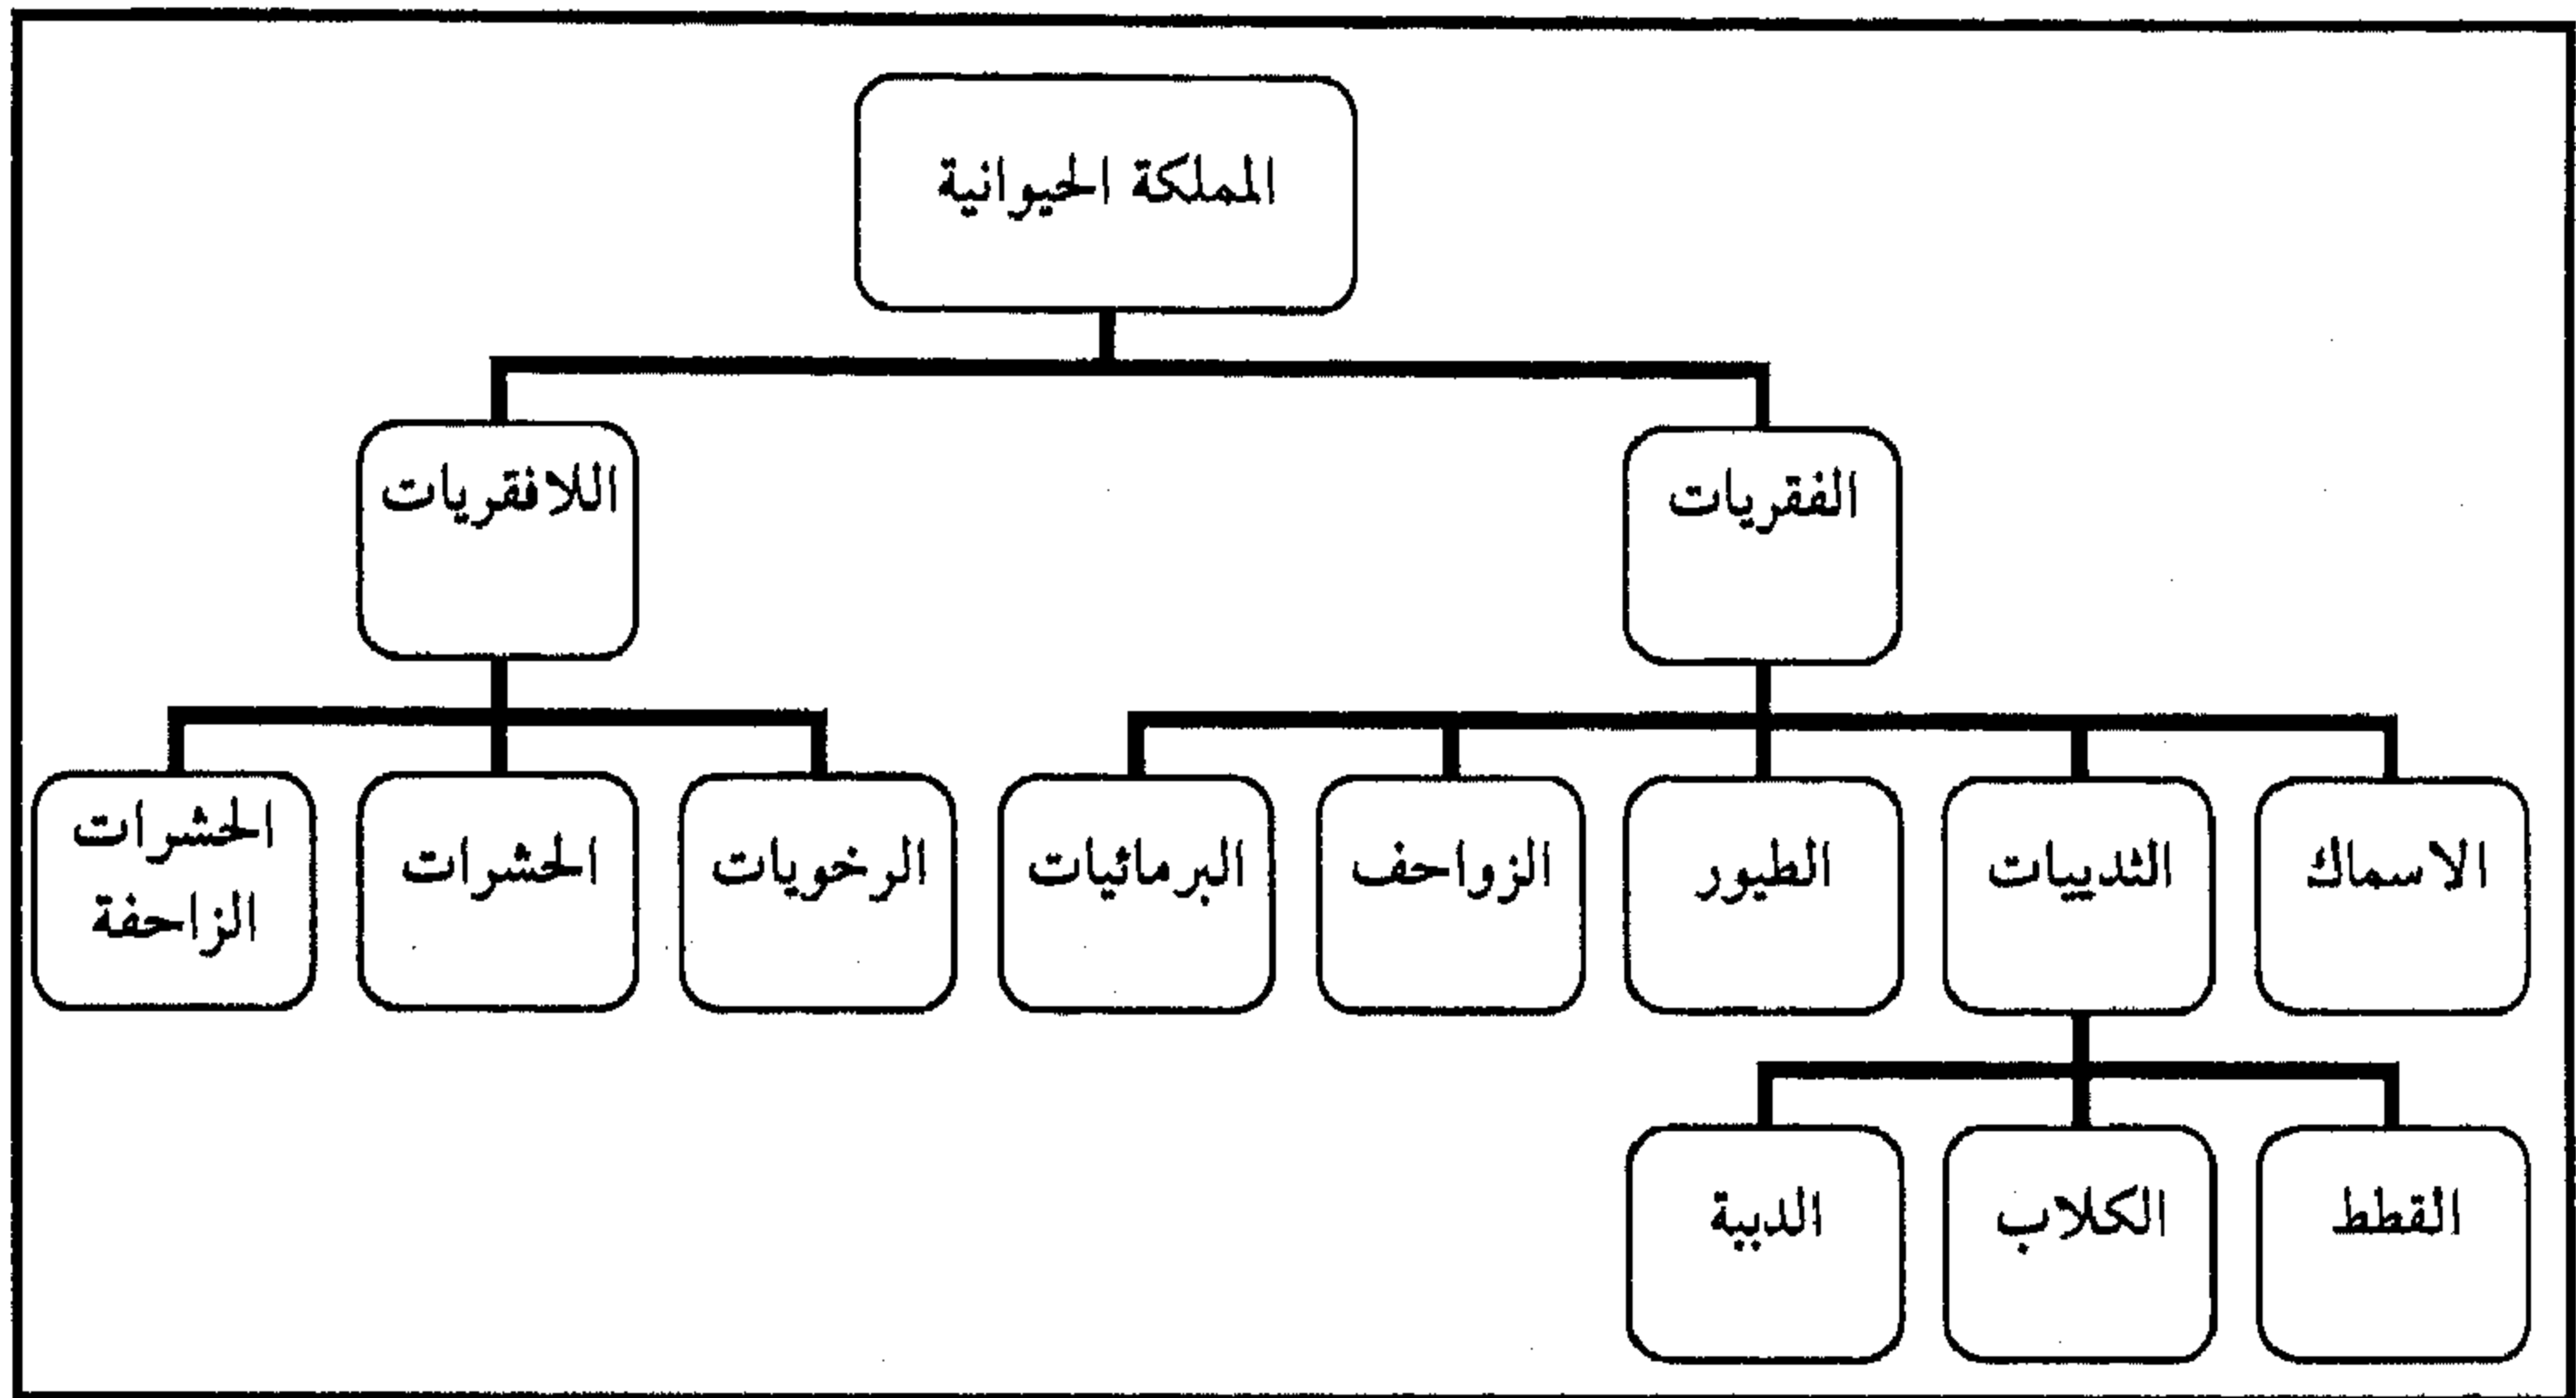 المملكة الحيوانية
الفقريات
اللافقريات
الاسماك
الثدييات
الطيور
الزواحف
البرمائيات
الرخويات
الحشرات
الحشرات
الزاحفة
القطط
الكلاب
الدببة